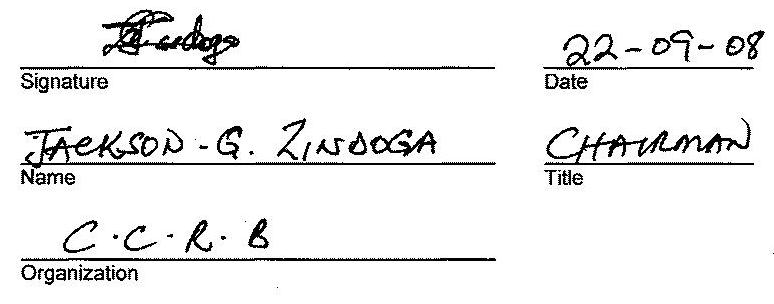 22-09-08
Signature Date
JACKSON-G. ZINDOGA CHAIRMAN
Name Title
C.C.R.B
Organization